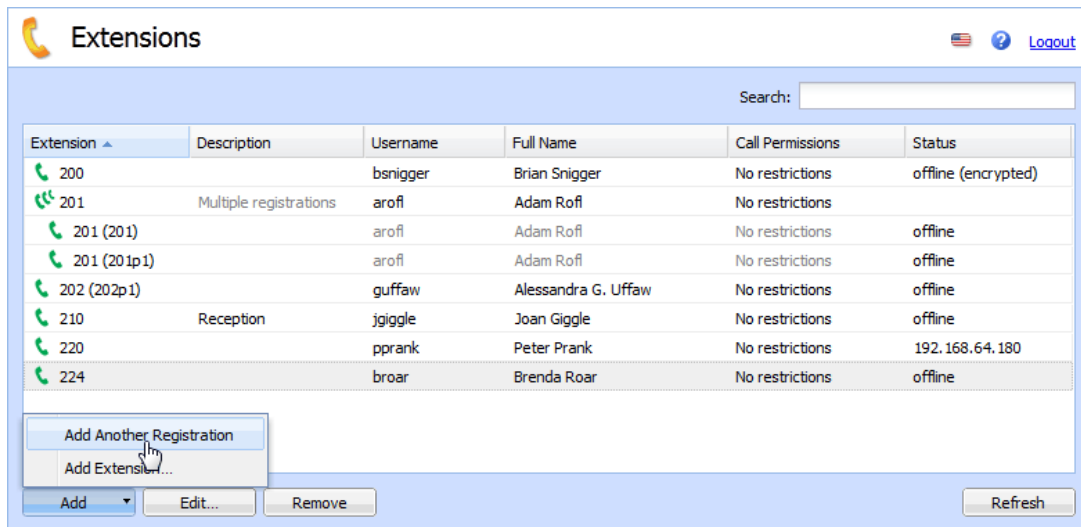 Extensions
Logout
Search:
Extension Description Username Full Name Call Permissions Status
200 bsnigger Brian Snigger No restrictions offline (encrypted)
201 Multiple registrations arofl Adam Rofl No restrictions
201 (201) arofl Adam Rofl No restrictions offline
201 (201p1) arofl Adam Rofl No restrictions offline
202 (202p1) guffaw Alessandra G. Uffaw No restrictions offline
210 Reception jgiggle Joan Giggle No restrictions offline
220 pprank Peter Prank No restrictions 192.168.64.180
224 broar Brenda Roar No restrictions offline
Add Another Registration
Add Extension...
Add Edit... Remove Refresh